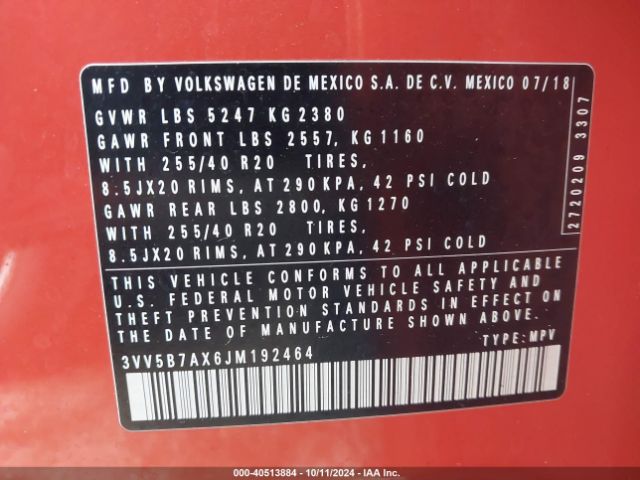 MFD BY VOLKSWAGEN DE MEXICO S.A. DE C.V. MEXICO 07/18
GVWR LBS 5247 KG 2380
GAWR FRONT LBS 2557, KG 1160
WITH 255/40 R20 TIRES,
8.5JX20 RIMS, AT 290 KPA, 42 PSI COLD
GAWR REAR LBS 2800, KG 1270
WITH 255/40 R20 TIRES,
8.5JX20 RIMS, AT 290 KPA, 42 PSI COLD
2720209 3307
THIS VEHICLE CONFORMS TO ALL APPLICABLE
U.S. FEDERAL MOTOR VEHICLE SAFETY AND
THEFT PREVENTION STANDARDS IN EFFECT ON
THE DATE OF MANUFACTURE SHOWN ABOVE.
3VV5B7AX6JM192464 TYPE: MPV
000-40513884 - 10/11/2024 - IAA Inc.